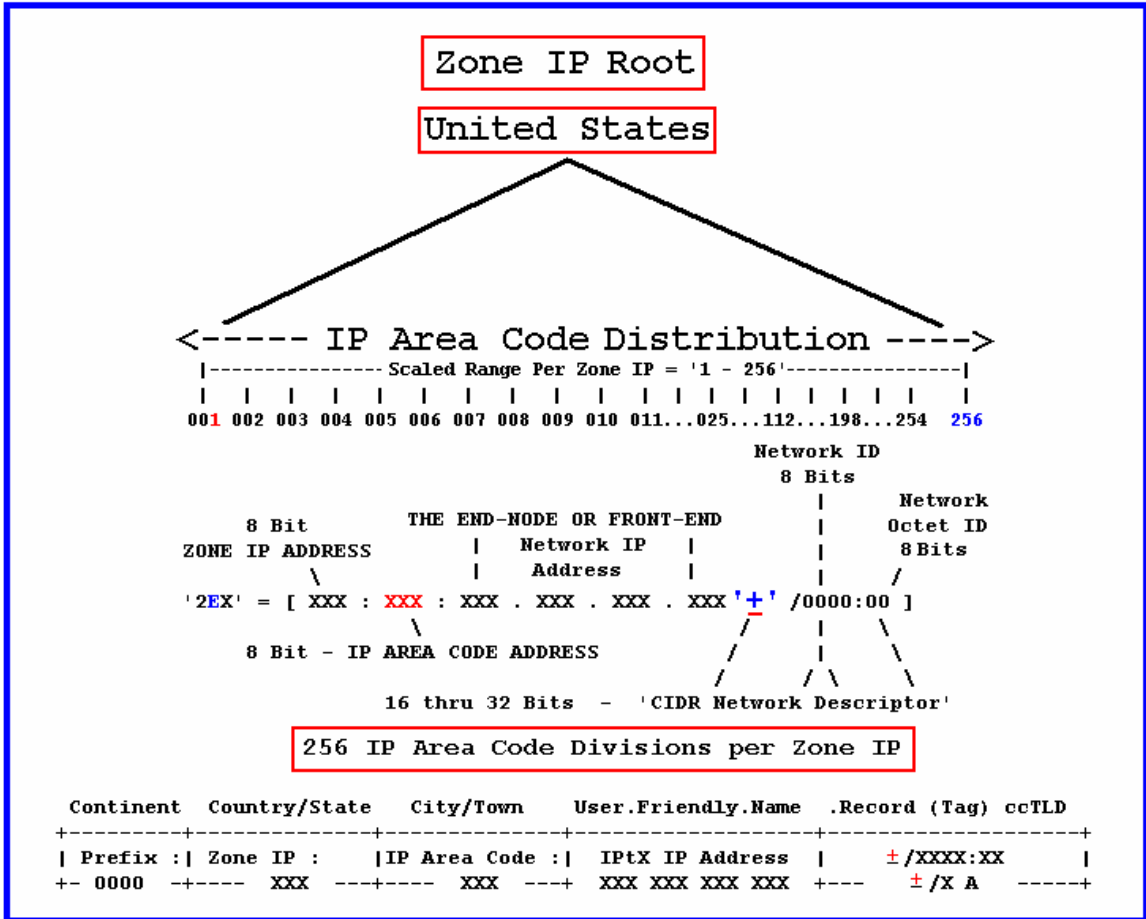 Zone IP Root
United States
<----- IP Area Code Distribution ---->
|---------------- Scaled Range Per Zone IP = '1 - 256'----------------|
001 002 003 004 005 006 007 008 009 010 011...025...112...198...254 256
Network ID
8 Bits
Network
Octet ID
8 Bits
8 Bit
ZONE IP ADDRESS
THE END-NODE OR FRONT-END
| Network IP |
| Address |
'2EX' = [ XXX : XXX : XXX . XXX . XXX . XXX '+' /0000:00 ]
8 Bit - IP AREA CODE ADDRESS
16 thru 32 Bits - 'CIDR Network Descriptor'
256 IP Area Code Divisions per Zone IP
Continent Country/State City/Town User.Friendly.Name .Record (Tag) ccTLD
+----------+----------------+----------------+---------------------+-----------------------+
| Prefix :| Zone IP : |IP Area Code :| IPtX IP Address | ±/XXXX:XX |
+- 0000 -+---- XXX ---+---- XXX ---+ XXX XXX XXX XXX +--- ±/X A -----+